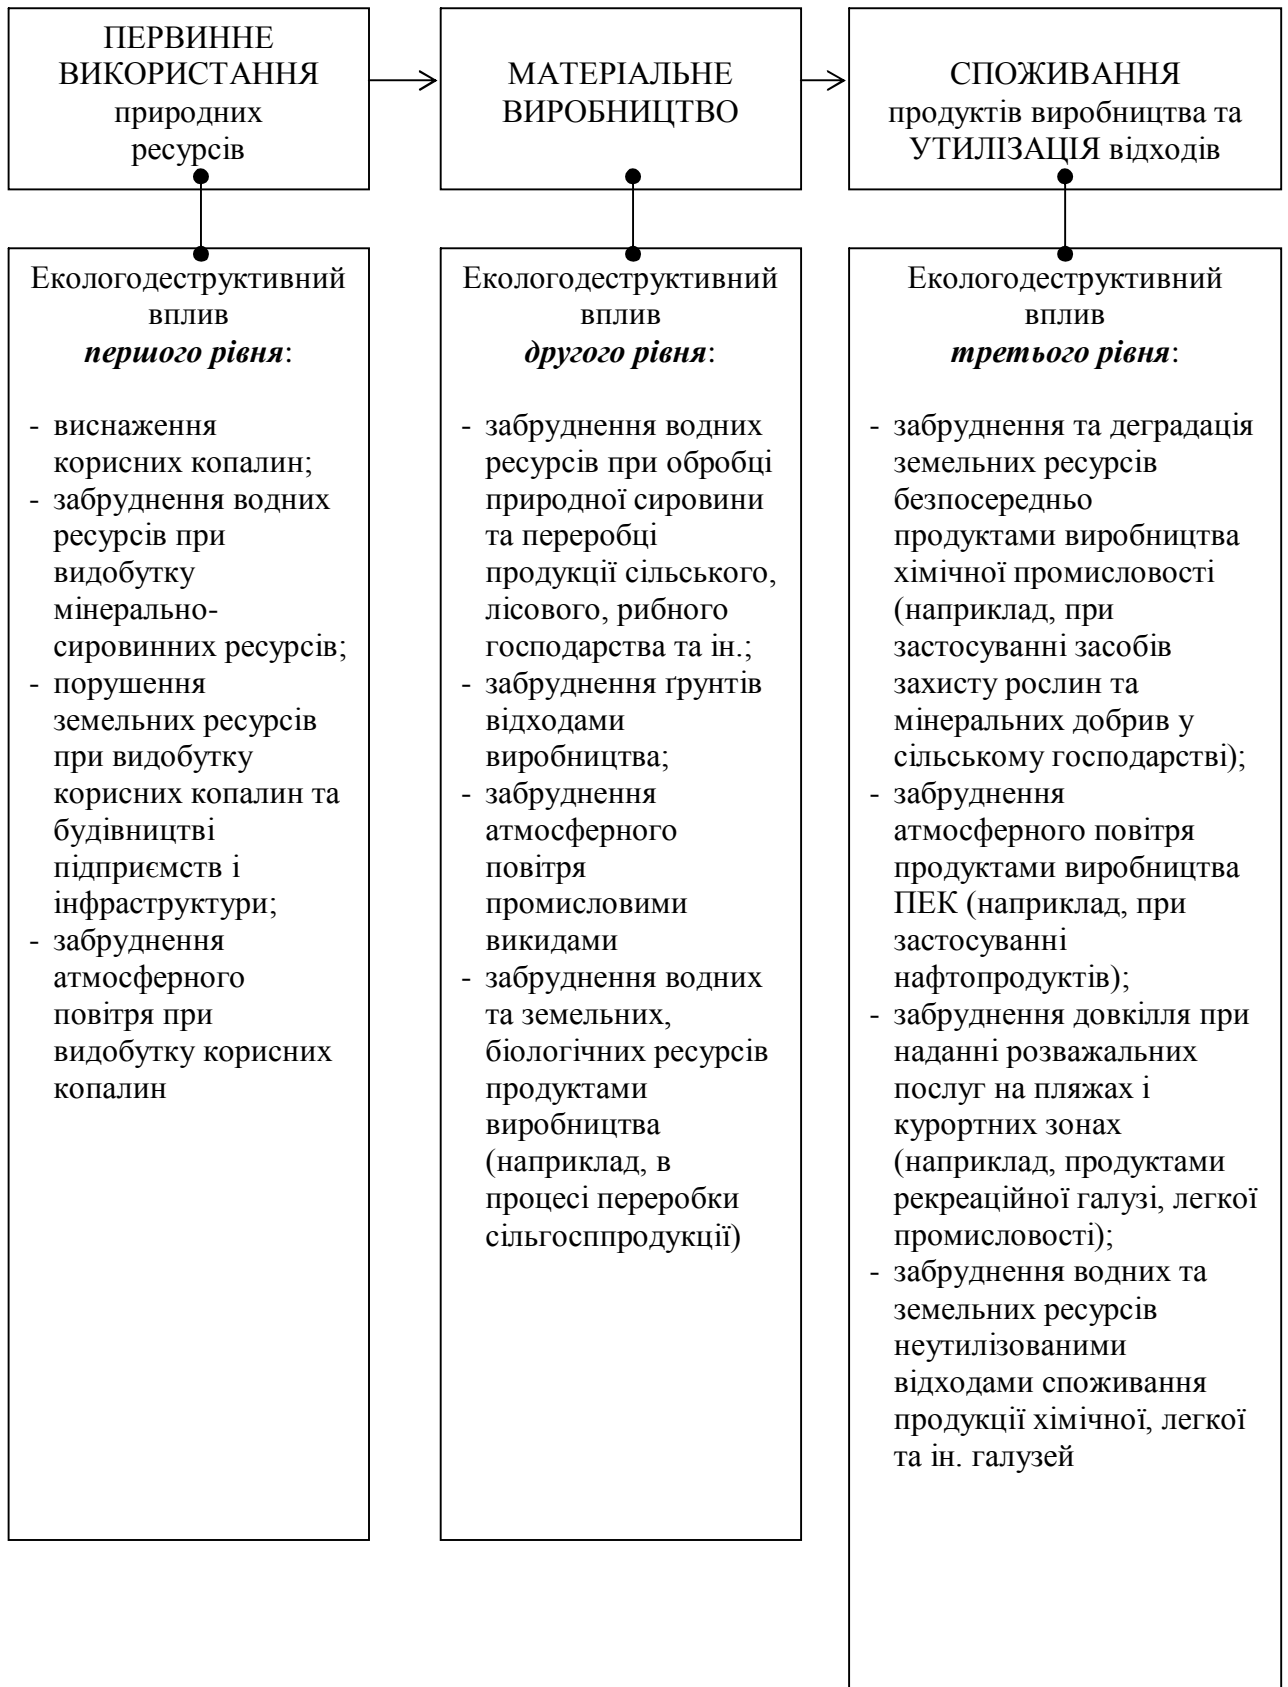 ПЕРВИННЕ
ВИКОРИСТАННЯ
природних
ресурсів
МАТЕРІАЛЬНЕ
ВИРОБНИЦТВО
СПОЖИВАННЯ
продуктів виробництва та
УТИЛІЗАЦІЯ відходів
Екологодеструктивний
вплив
першого рівня:
- виснаження
корисних копалин;
- забруднення водних
ресурсів при
видобутку
мінерально-
сировинних ресурсів;
- порушення
земельних ресурсів
при видобутку
корисних копалин та
будівництві
підприємств і
інфраструктури;
- забруднення
атмосферного
повітря при
видобутку корисних
копалин
Екологодеструктивний
вплив
другого рівня:
- забруднення водних
ресурсів при обробці
природної сировини
та переробці
продукції сільського,
лісового, рибного
господарства та ін.;
- забруднення ґрунтів
відходами
виробництва;
- забруднення
атмосферного
повітря
промисловими
викидами
- забруднення водних
та земельних,
біологічних ресурсів
продуктами
виробництва
(наприклад, в
процесі переробки
сільгосппродукції)
Екологодеструктивний
вплив
третього рівня:
- забруднення та деградація
земельних ресурсів
безпосередньо
продуктами виробництва
хімічної промисловості
(наприклад, при
застосуванні засобів
захисту рослин та
мінеральних добрив у
сільському господарстві);
- забруднення
атмосферного повітря
продуктами виробництва
ПЕК (наприклад, при
застосуванні
нафтопродуктів);
- забруднення довкілля при
наданні розважальних
послуг на пляжах і
курортних зонах
(наприклад, продуктами
рекреаційної галузі, легкої
промисловості);
- забруднення водних та
земельних ресурсів
неутилізованими
відходами споживання
продукції хімічної, легкої
та ін. галузей